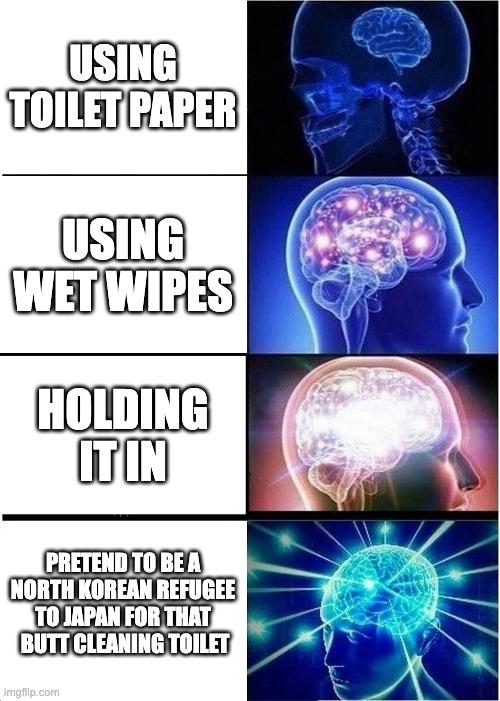 USING
TOILET PAPER
USING
WET WIPES
HOLDING
IT IN
PRETEND TO BE A
NORTH KOREAN REFUGEE
TO JAPAN FOR THAT
BUTT CLEANING TOILET
imgflip.com